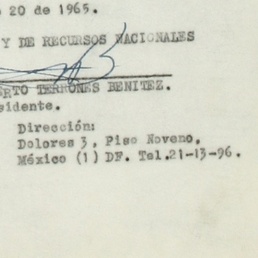 20 de 1965.
Y DE RECURSOS NACIONALES
ERTO TERRONES BENITEZ.
sidente.
Dirección:
Dolores 3, Piso Noveno,
México (1) DF. Tel.21-13-96.